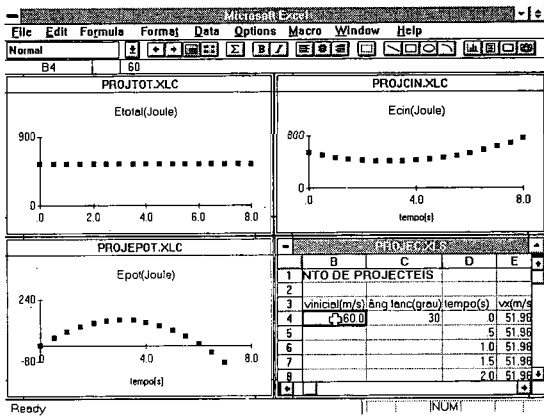 Microsoft Excel
File Edit Formula Format Data Options Macro Window Help
Normal
B4 60
PROJTOT.XLC
Etotal(Joule)
900
0
.0 2.0 4.0 6.0 8.0
PROJCIN.XLC
Ecin(Joule)
800
0
.0 4.0 8.0
tempo(s)
PROJEPOT.XLC
Epot(Joule)
240
-80
.0 4.0 8.0
tempo(s)
PROJEC.XLS
B C D E
1 NTO DE PROJECTEIS
2
3 vinicial(m/s) âng lanc(grau) tempo(s) vx(m/s
4 60.0 30 .0 51.96
5 .5 51.96
6 1.0 51.96
7 1.5 51.96
8 2.0 51.96
Ready NUM